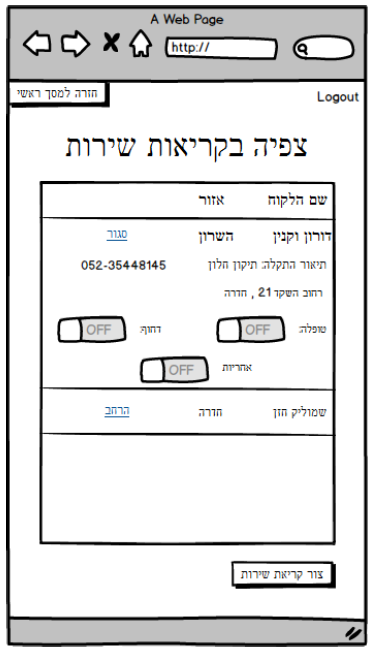 A Web Page
http://
חזרה למסך ראשי
Logout
צפיה בקריאות שירות
שם הלקוח אזור
דורון וקנין השרון סגור
תיאור התקלה: תיקון חלון 052-35448145
רחוב השקד 21 , חדרה
טופלה: OFF דחוף: OFF
אחריות OFF
שמוליק חזן חדרה הרחב
צור קריאת שירות